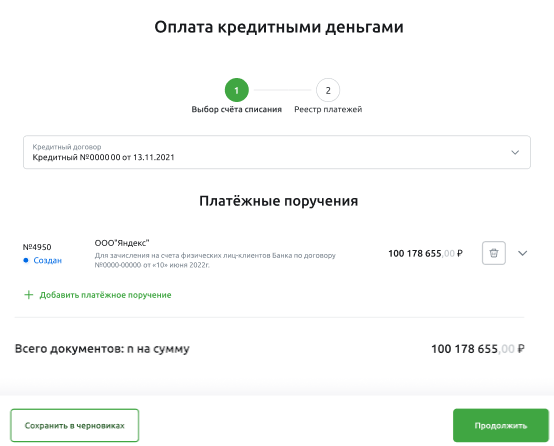 Оплата кредитными деньгами
1
2
Выбор счёта списания
Реестр платежей
Кредитный договор
Кредитный №000000 от 13.11.2021
Платёжные поручения
№4950
Создан
ООО"Яндекс"
Для зачисления на счета физических лиц-клиентов Банка по договору
№0000-00000 от «10» июня 2022г.
100 178 655,00 ₽
Добавить платёжное поручение
Всего документов: n на сумму
100 178 655,00 ₽
Сохранить в черновиках
Продолжить